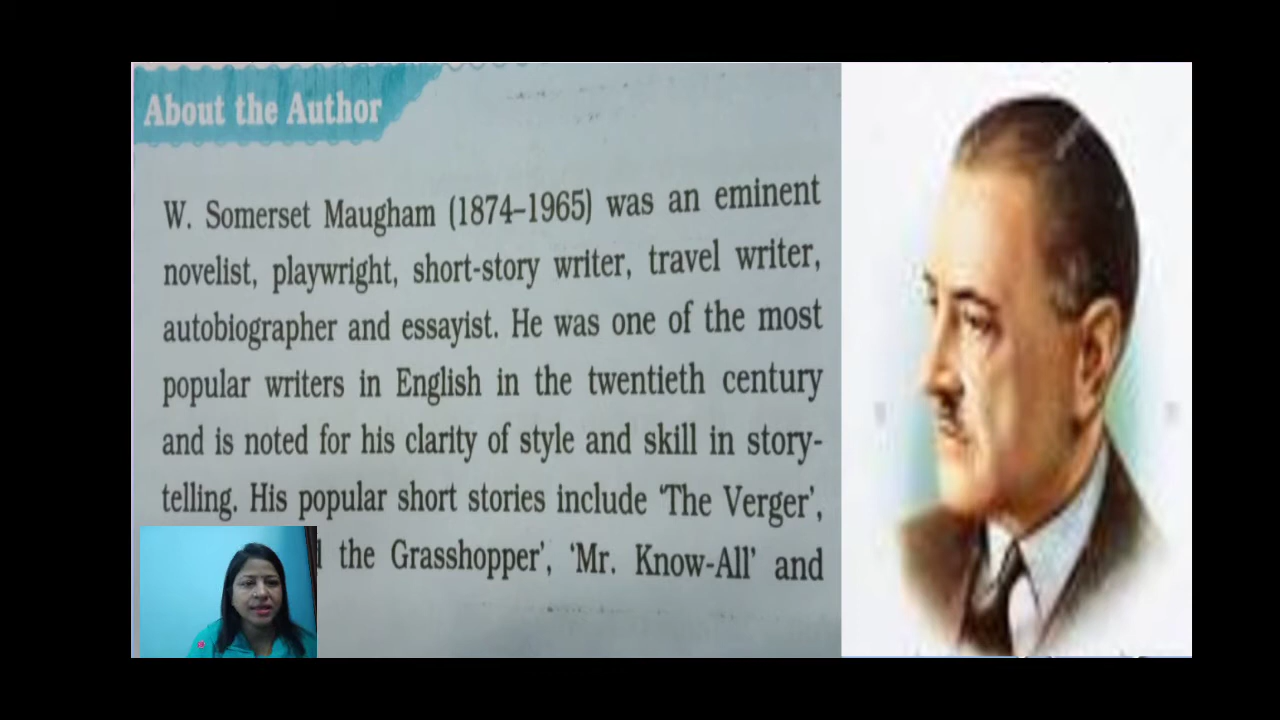 About the Author
W. Somerset Maugham (1874–1965) was an eminent
novelist, playwright, short-story writer, travel writer,
autobiographer and essayist. He was one of the most
popular writers in English in the twentieth century
and is noted for his clarity of style and skill in story-
telling. His popular short stories include ‘The Verger’,
the Grasshopper’, ‘Mr. Know-All’ and